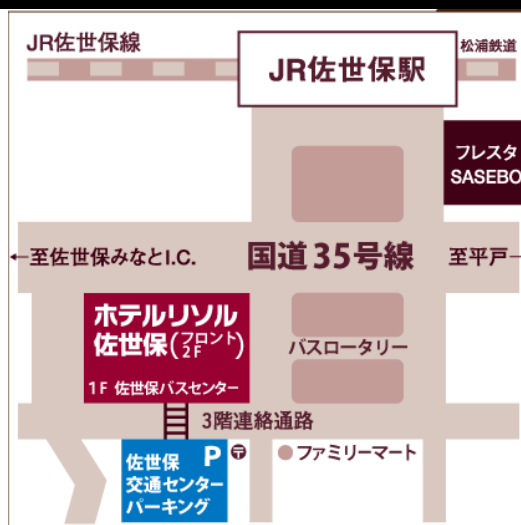 JR佐世保線
JR佐世保駅
松浦鉄道
フレスタ
SASEBO
←至佐世保みなとI.C.
国道35号線
至平戸
ホテルリソル
佐世保(フロント2F)
1F 佐世保バスセンター
バスロータリー
3階連絡通路
佐世保 P
交通センター
パーキング
〒
ファミリーマート